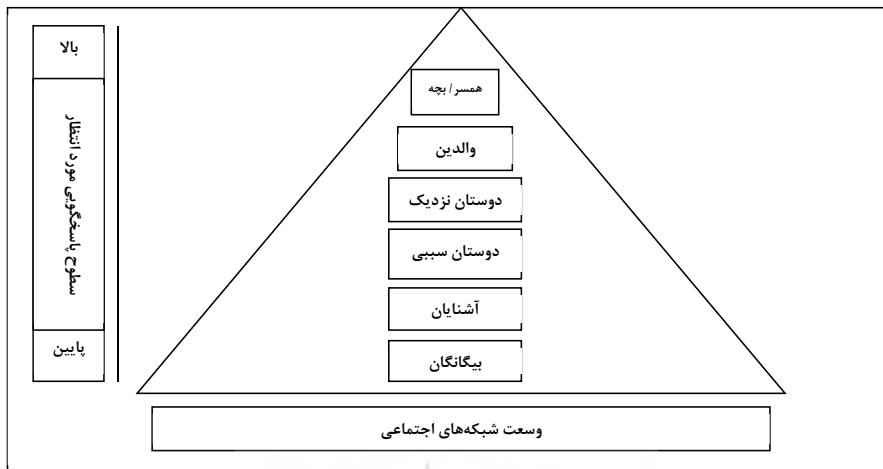 بالا
سطوح پاسخگویی مورد انتظار
پایین
همسر/ بچه
والدین
دوستان نزدیک
دوستان سببی
آشنایان
بیگانگان
وسعت شبکه‌های اجتماعی